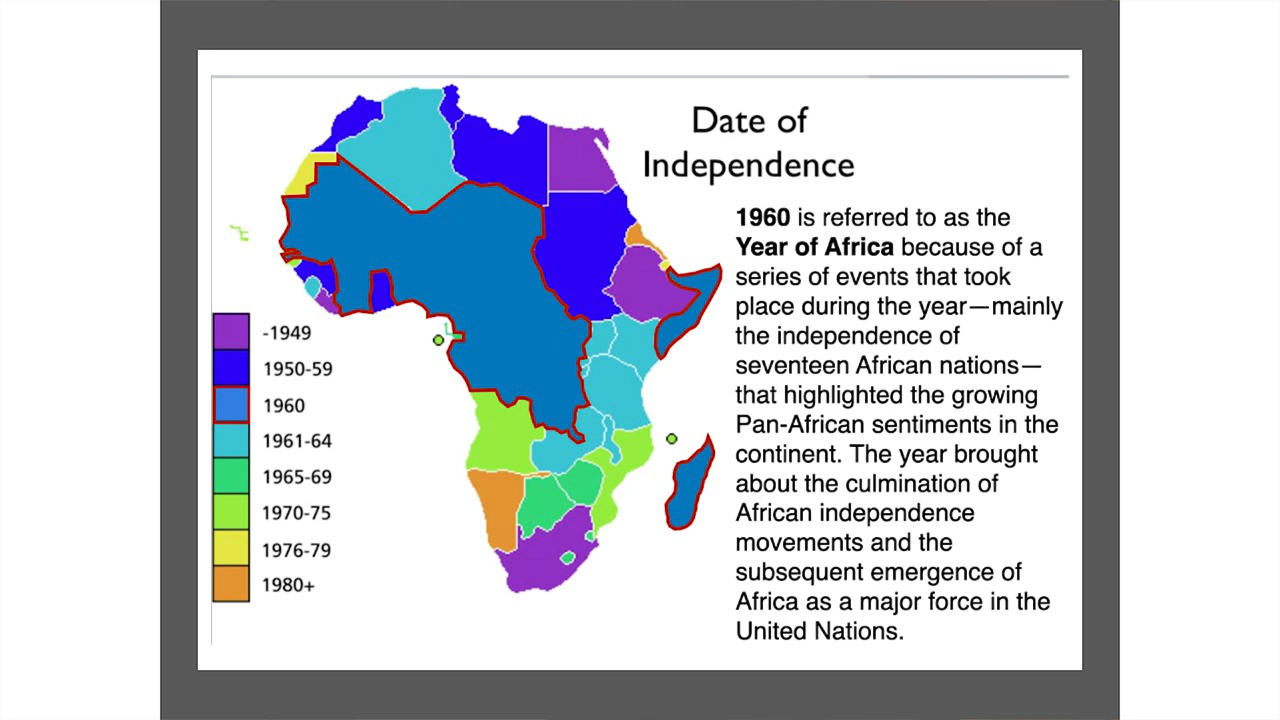 Date of
Independence
1960 is referred to as the
Year of Africa because of a
series of events that took
place during the year—mainly
the independence of
seventeen African nations—
that highlighted the growing
Pan-African sentiments in the
continent. The year brought
about the culmination of
African independence
movements and the
subsequent emergence of
Africa as a major force in the
United Nations.
-1949
1950-59
1960
1961-64
1965-69
1970-75
1976-79
1980+